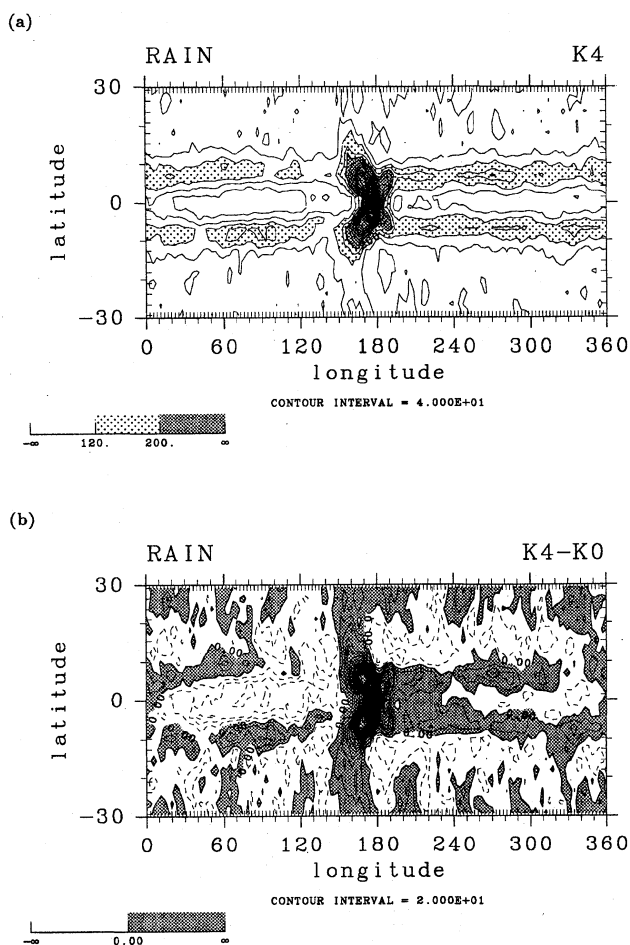 (a)
RAIN K4
30
0
-30
latitude
0 60 120 180 240 300 360
longitude
CONTOUR INTERVAL = 4.000E+01
-∞ 120. 200. ∞
(b)
RAIN K4-K0
30
0
-30
latitude
0 60 120 180 240 300 360
longitude
CONTOUR INTERVAL = 2.000E+01
-∞ 0.00 ∞